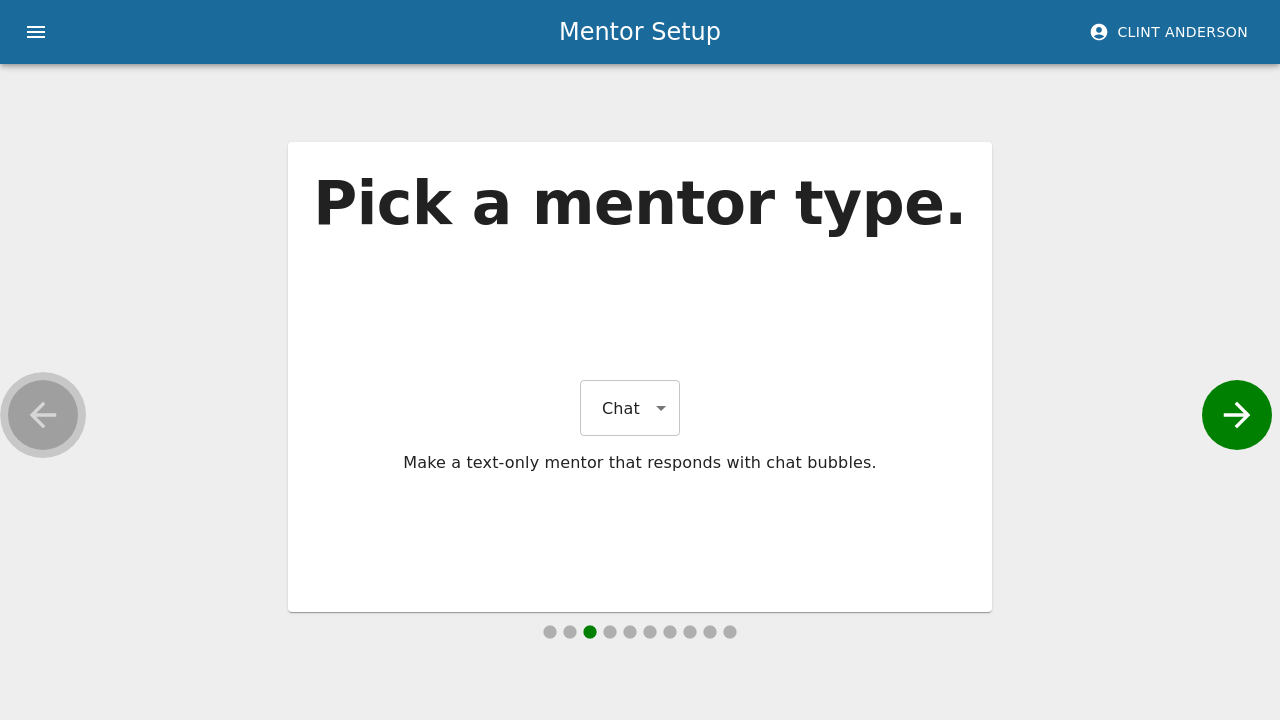 Mentor Setup
CLINT ANDERSON
Pick a mentor type.
Chat
Make a text-only mentor that responds with chat bubbles.